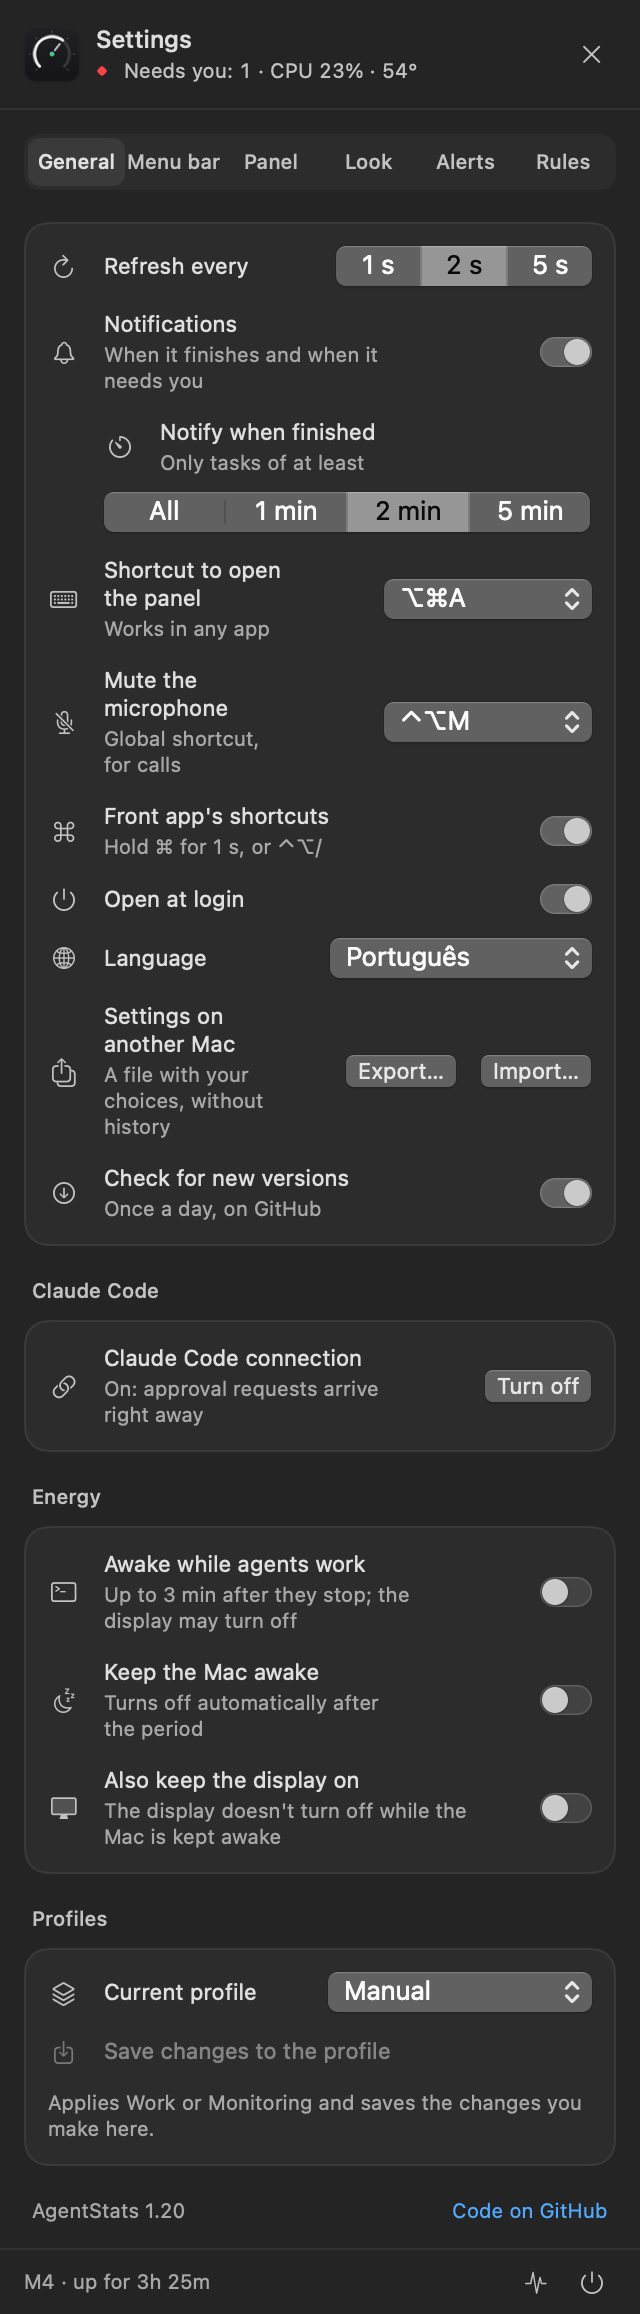 Settings
Needs you: 1 · CPU 23% · 54°
General Menu bar Panel Look Alerts Rules
Refresh every 1 s 2 s 5 s
Notifications
When it finishes and when it
needs you
Notify when finished
Only tasks of at least
All 1 min 2 min 5 min
Shortcut to open
the panel
Works in any app
⌥⌘A
Mute the
microphone
Global shortcut,
for calls
⌃⌥M
Front app's shortcuts
Hold ⌘ for 1 s, or ⌃⌥/
Open at login
Language Português
Settings on
another Mac
A file with your
choices, without
history
Export... Import...
Check for new versions
Once a day, on GitHub
Claude Code
Claude Code connection
On: approval requests arrive
right away
Turn off
Energy
Awake while agents work
Up to 3 min after they stop; the
display may turn off
Keep the Mac awake
Turns off automatically after
the period
Also keep the display on
The display doesn't turn off while the
Mac is kept awake
Profiles
Current profile Manual
Save changes to the profile
Applies Work or Monitoring and saves the changes you
make here.
AgentStats 1.20 Code on GitHub
M4 · up for 3h 25m